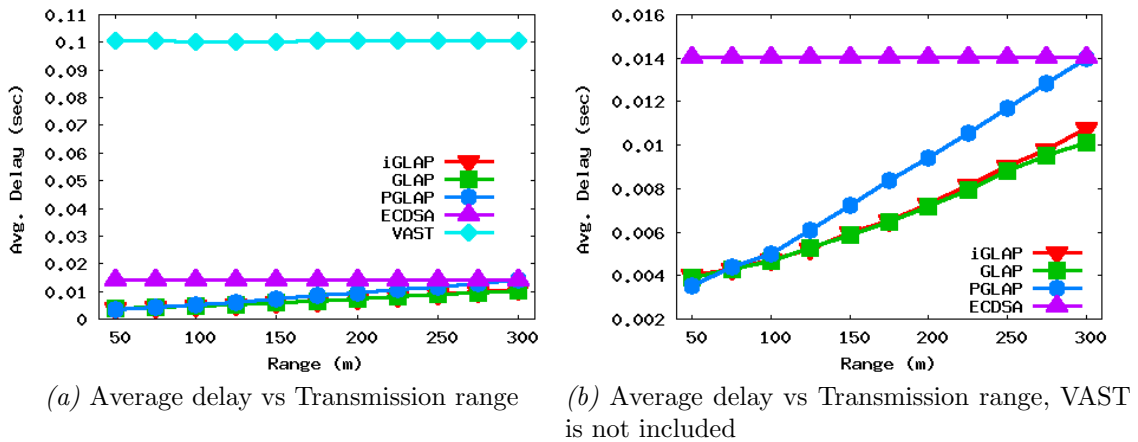 0.11
0.1
0.09
0.08
0.07
0.06
0.05
0.04
0.03
0.02
0.01
0
Avg. Delay (sec)
iGLAP
GLAP
PGLAP
ECDSA
VAST
50 100 150 200 250 300
Range (m)
(a) Average delay vs Transmission range
0.016
0.014
0.012
0.01
0.008
0.006
0.004
0.002
Avg. Delay (sec)
iGLAP
GLAP
PGLAP
ECDSA
50 100 150 200 250 300
Range (m)
(b) Average delay vs Transmission range, VAST
is not included